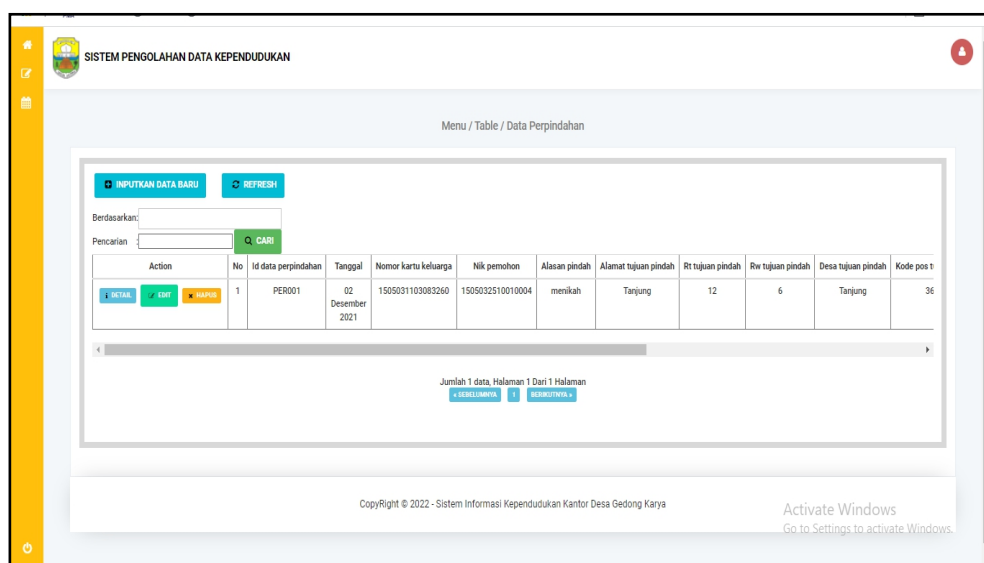 SISTEM PENGOLAHAN DATA KEPENDUDUKAN
Menu / Table / Data Perpindahan
INPUTKAN DATA BARU REFRESH
Berdasarkan:
Pencarian : CARI
Action No Id data perpindahan Tanggal Nomor kartu keluarga Nik pemohon Alasan pindah Alamat tujuan pindah Rt tujuan pindah Rw tujuan pindah Desa tujuan pindah Kode pos
DETAIL EDIT HAPUS 1 PER001 02 1505031103083260 1505032510010004 menikah Tanjung 12 6 Tanjung 36
Desember
2021
Jumlah 1 data, Halaman 1 Dari 1 Halaman
« SEBELUMNYA 1 BERIKUTNYA »
CopyRight © 2022 - Sistem Informasi Kependudukan Kantor Desa Gedong Karya
Activate Windows
Go to Settings to activate Windows.